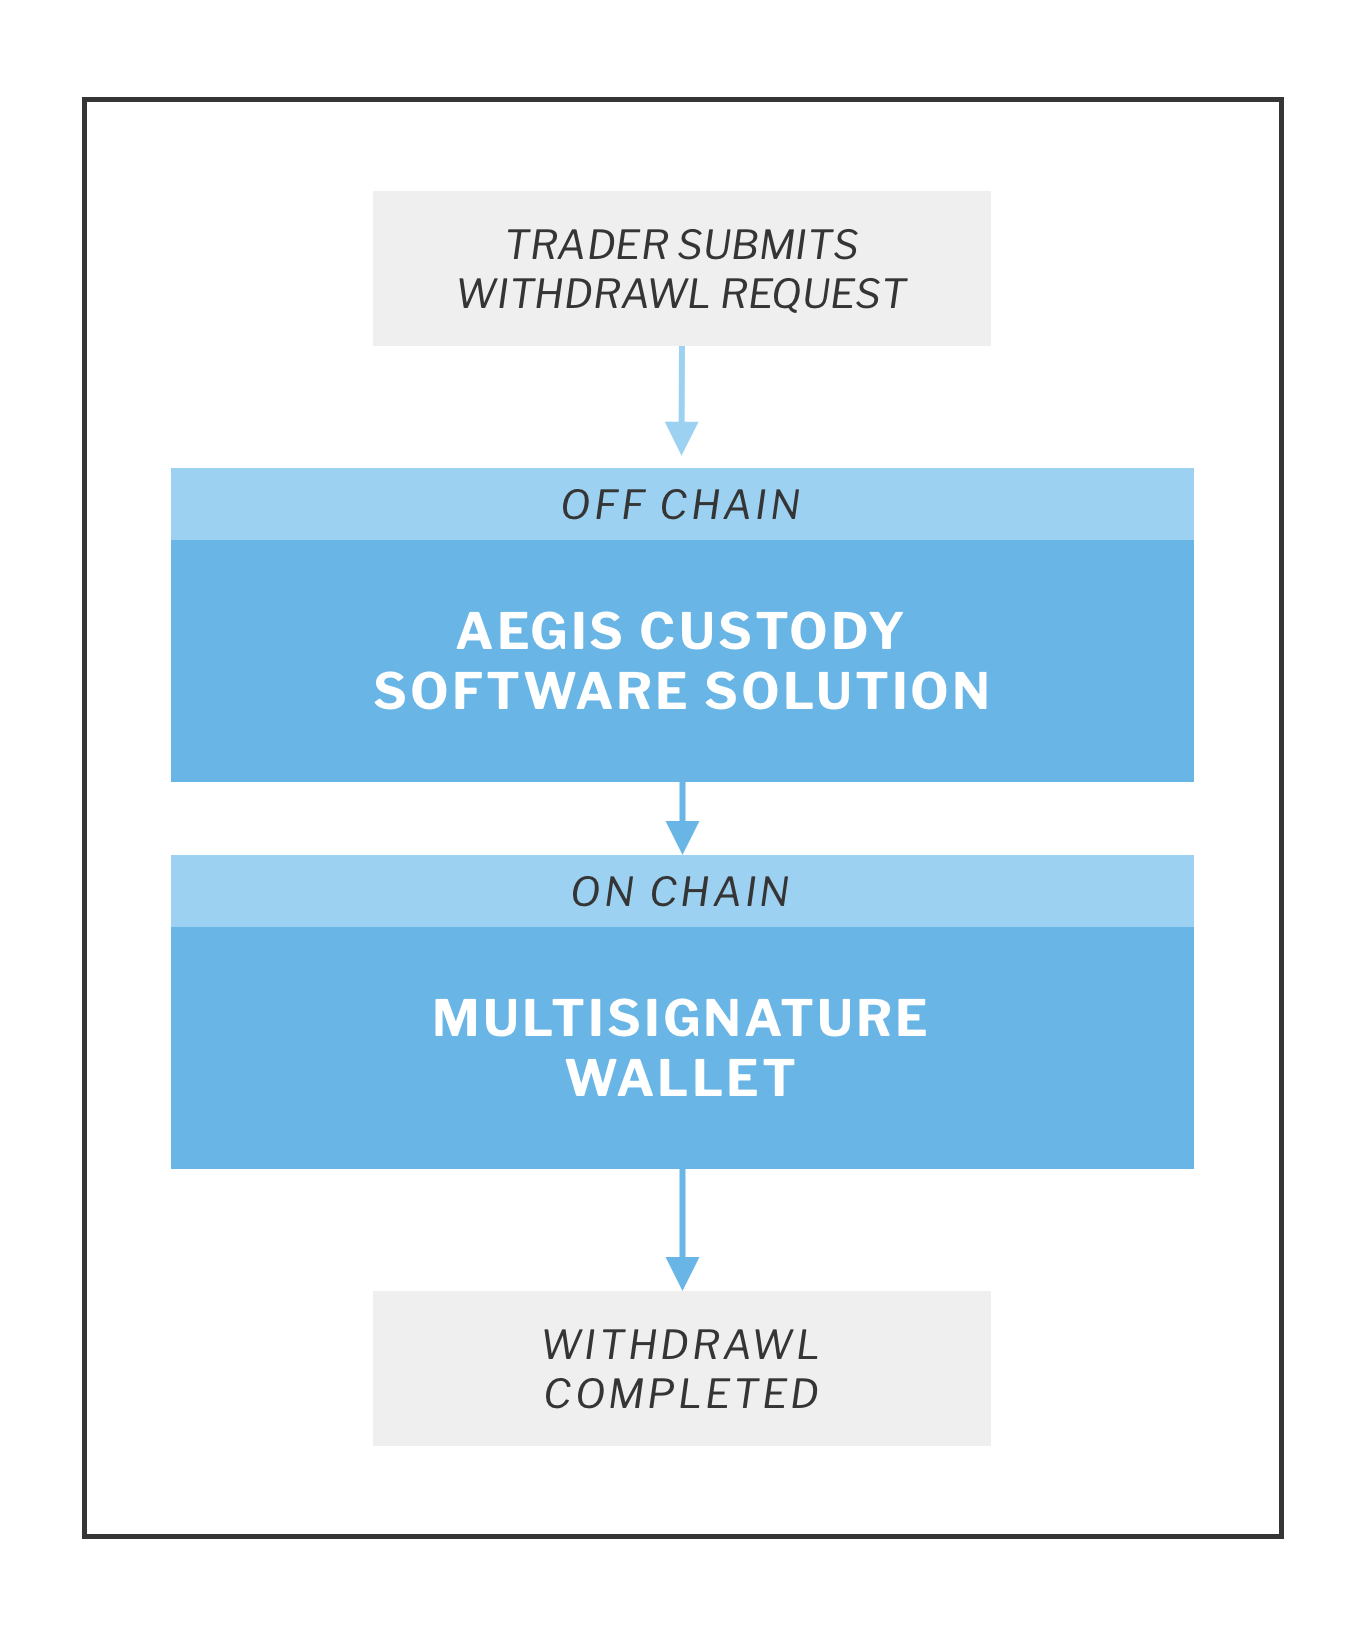 TRADER SUBMITS
WITHDRAWL REQUEST
OFF CHAIN
AEGIS CUSTODY
SOFTWARE SOLUTION
ON CHAIN
MULTISIGNATURE
WALLET
WITHDRAWL
COMPLETED